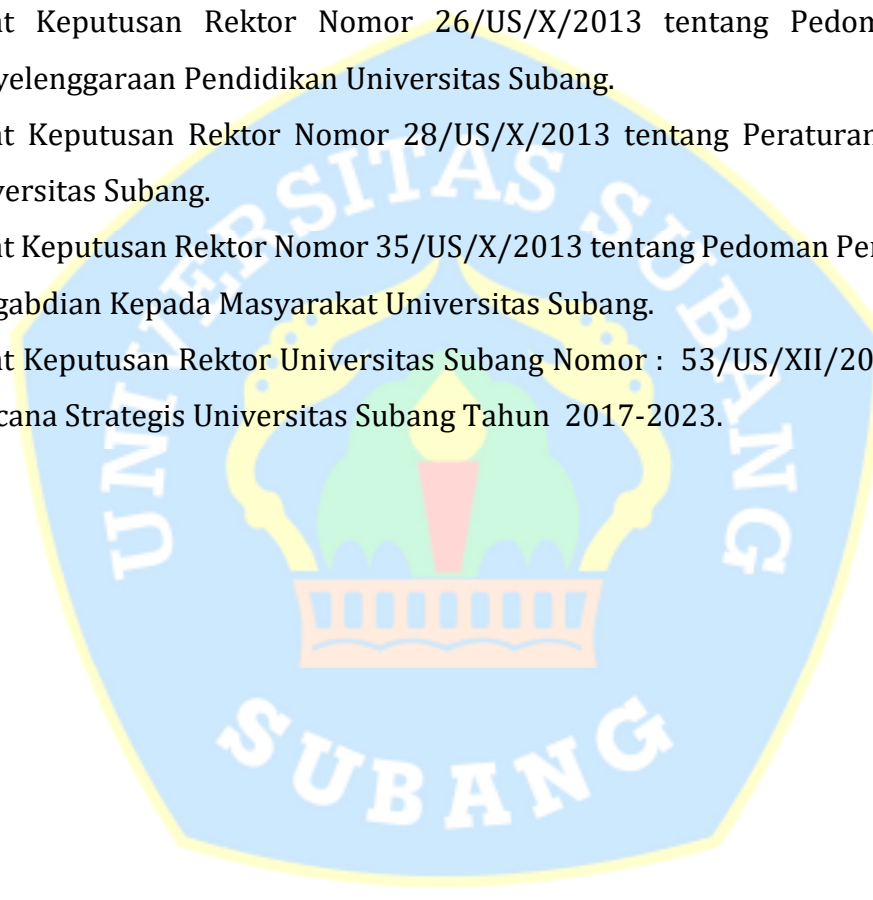 at Keputusan Rektor Nomor 26/US/X/2013 tentang Pedom
yelenggaraan Pendidikan Universitas Subang.
at Keputusan Rektor Nomor 28/US/X/2013 tentang Peraturan
versitas Subang.
at Keputusan Rektor Nomor 35/US/X/2013 tentang Pedoman Pen
gabdian Kepada Masyarakat Universitas Subang.
at Keputusan Rektor Universitas Subang Nomor : 53/US/XII/20
cana Strategis Universitas Subang Tahun 2017-2023.
UNIVERSITAS SUBANG
SUBANG